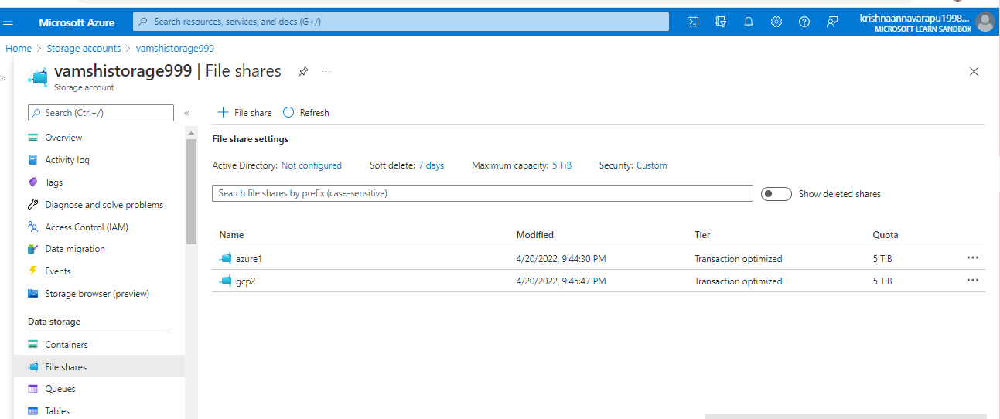 Microsoft Azure
Search resources, services, and docs (G+/)
krishnaannavarapu1998...
MICROSOFT LEARN SANDBOX
Home > Storage accounts > vamshistorage999
vamshistorage999 | File shares
Storage account
Search (Ctrl+/)
File share
Refresh
Overview
Activity log
Tags
Diagnose and solve problems
Access Control (IAM)
Data migration
Events
Storage browser (preview)
Data storage
Containers
File shares
Queues
Tables
File share settings
Active Directory: Not configured Soft delete: 7 days Maximum capacity: 5 TiB Security: Custom
Search file shares by prefix (case-sensitive)
Show deleted shares
Name Modified Tier Quota
azure1 4/20/2022, 9:44:30 PM Transaction optimized 5 TiB
gcp2 4/20/2022, 9:45:47 PM Transaction optimized 5 TiB